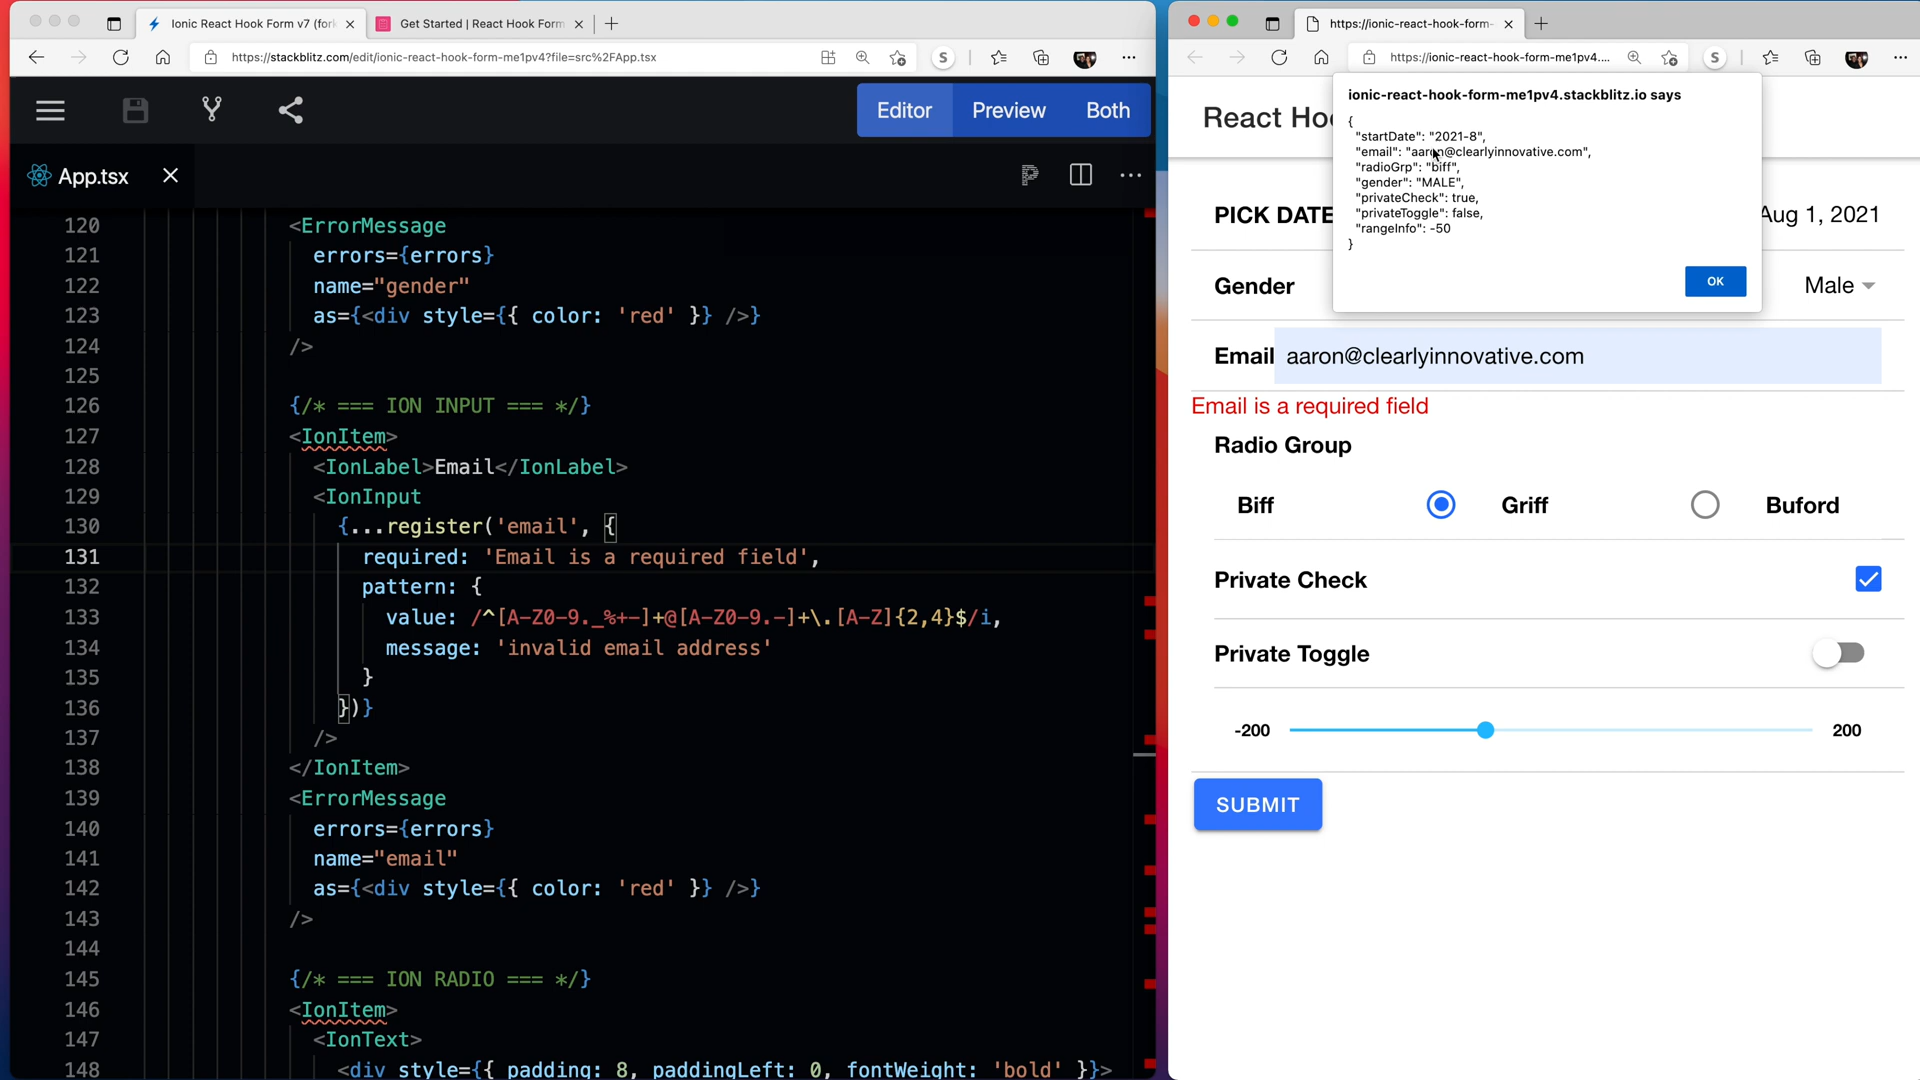 Ionic React Hook Form v7 (for
Get Started | React Hook Form
https://stackblitz.com/edit/ionic-react-hook-form-me1pv4?file=src%2FApp.tsx
S
Editor
Preview
Both
App.tsx
120 <ErrorMessage
121 errors={errors}
122 name="gender"
123 as={<div style={{ color: 'red' }} />}
124 />
125
126 {/* === ION INPUT === */}
127 <IonItem>
128 <IonLabel>Email</IonLabel>
129 <IonInput
130 {...register('email', {
131 required: 'Email is a required field',
132 pattern: {
133 value: /^[A-Z0-9._%+-]+@[A-Z0-9.-]+\.[A-Z]{2,4}$/i,
134 message: 'invalid email address'
135 }
136 })}
137 />
138 </IonItem>
139 <ErrorMessage
140 errors={errors}
141 name="email"
142 as={<div style={{ color: 'red' }} />}
143 />
144
145 {/* === ION RADIO === */}
146 <IonItem>
147 <IonText>
148 <div style={{ padding: 8, paddingLeft: 0, fontWeight: 'bold' }}>
https://ionic-react-hook-form-
https://ionic-react-hook-form-me1pv4....
S
React Ho
ionic-react-hook-form-me1pv4.stackblitz.io says
{
"startDate": "2021-8",
"email": "aaron@clearlyinnovative.com",
"radioGrp": "biff",
"gender": "MALE",
"privateCheck": true,
"privateToggle": false,
"rangeInfo": -50
}
OK
PICK DATE
Aug 1, 2021
Gender
Male
Email aaron@clearlyinnovative.com
Email is a required field
Radio Group
Biff
Griff
Buford
Private Check
Private Toggle
-200
200
SUBMIT